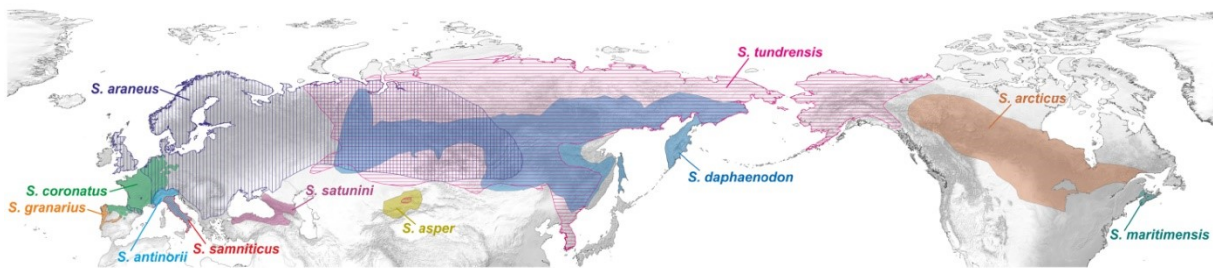 S. tundrensis
S. araneus
S. arcticus
S. daphaenodon
S. coronatus
S. satunini
S. granarius
S. asper
S. maritimensis
S. samniticus
S. antinorii